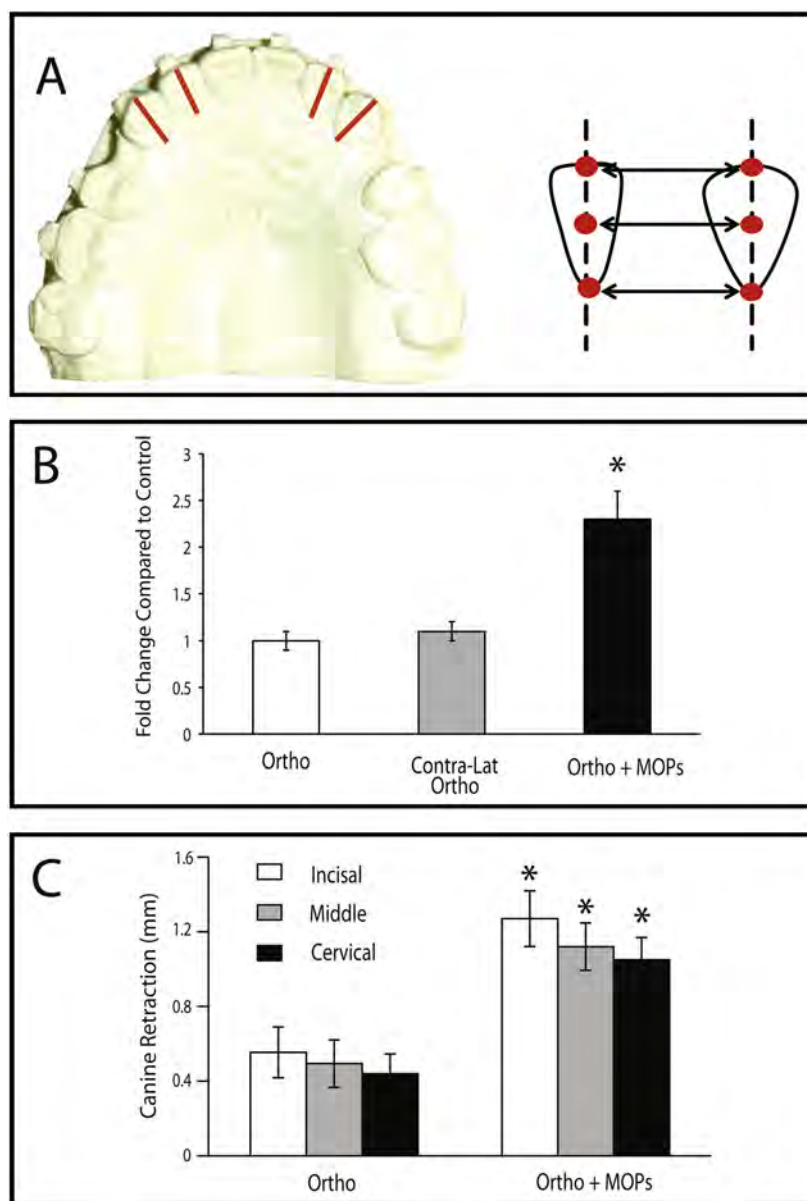 A
B
Fold Change Compared to Control
3
2.5
2
1.5
1
0.5
0
*
Ortho
Contra-Lat
Ortho
Ortho + MOPs
C
Canine Retraction (mm)
1.6
1.2
0.8
0.4
0
Incisal
Middle
Cervical
*
*
*
Ortho
Ortho + MOPs